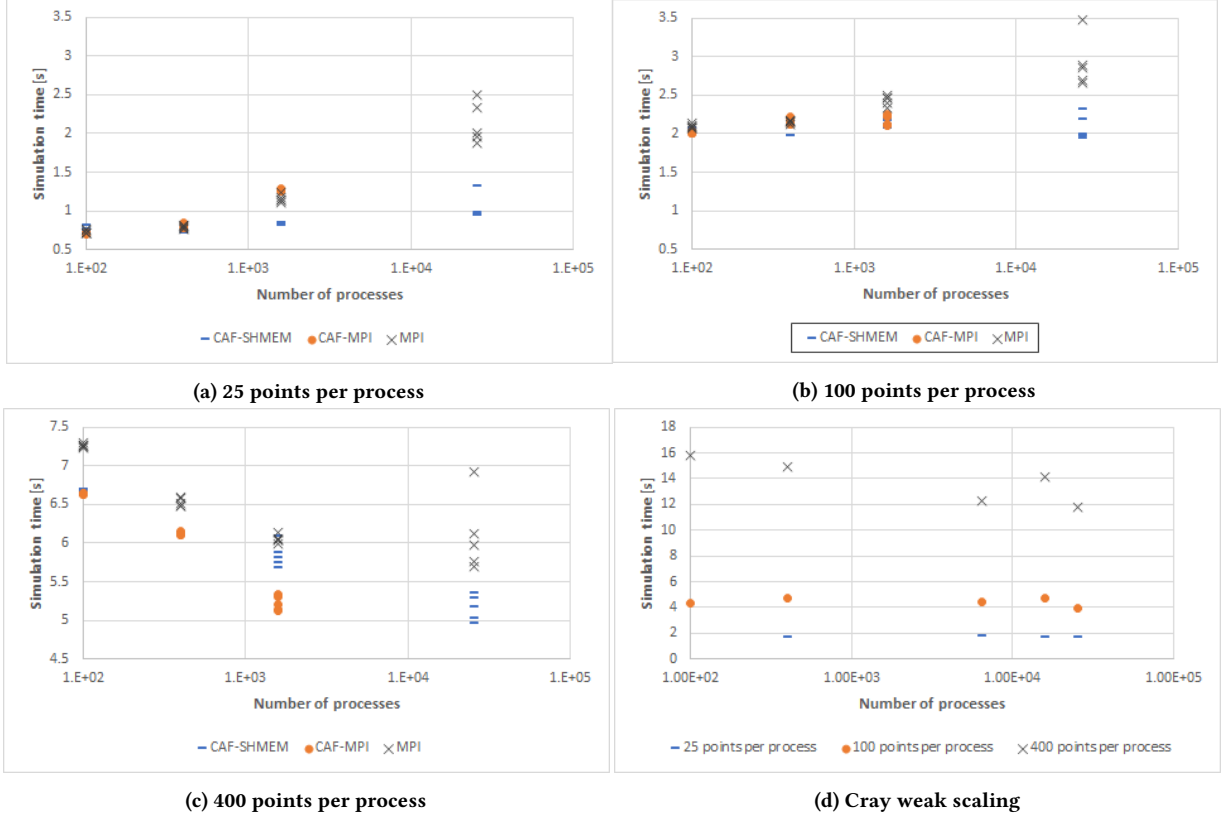 3.5
3
2.5
2
1.5
1
0.5
Simulation time [s]
1.E+02 1.E+03 1.E+04 1.E+05
Number of processes
CAF-SHMEM CAF-MPI MPI
(a) 25 points per process
3.5
3
2.5
2
1.5
1
0.5
Simulation time [s]
1.E+02 1.E+03 1.E+04 1.E+05
Number of processes
CAF-SHMEM CAF-MPI MPI
(b) 100 points per process
7.5
7
6.5
6
5.5
5
4.5
Simulation time [s]
1.E+02 1.E+03 1.E+04 1.E+05
Number of processes
CAF-SHMEM CAF-MPI MPI
(c) 400 points per process
18
16
14
12
10
8
6
4
2
0
Simulation time [s]
1.00E+02 1.00E+03 1.00E+04 1.00E+05
Number of processes
25 points per process 100 points per process 400 points per process
(d) Cray weak scaling